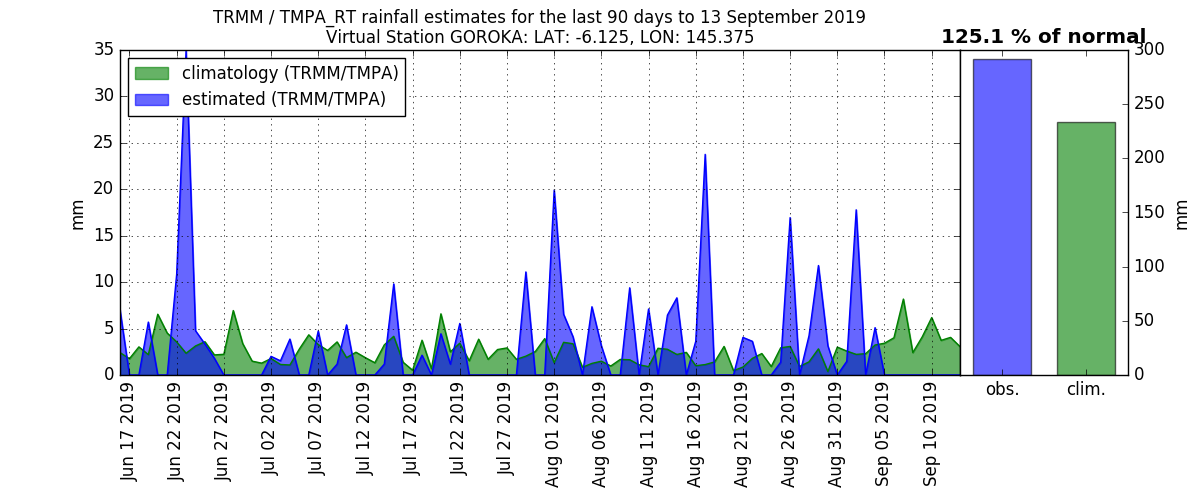 TRMM / TMPA_RT rainfall estimates for the last 90 days to 13 September 2019
Virtual Station GOROKA: LAT: -6.125, LON: 145.375
125.1 % of normal
climatology (TRMM/TMPA)
estimated (TRMM/TMPA)
35
30
25
20
15
10
5
0
mm
Jun 17 2019
Jun 22 2019
Jun 27 2019
Jul 02 2019
Jul 07 2019
Jul 12 2019
Jul 17 2019
Jul 22 2019
Jul 27 2019
Aug 01 2019
Aug 06 2019
Aug 11 2019
Aug 16 2019
Aug 21 2019
Aug 26 2019
Aug 31 2019
Sep 05 2019
Sep 10 2019
obs.
clim.
300
250
200
150
100
50
0
mm